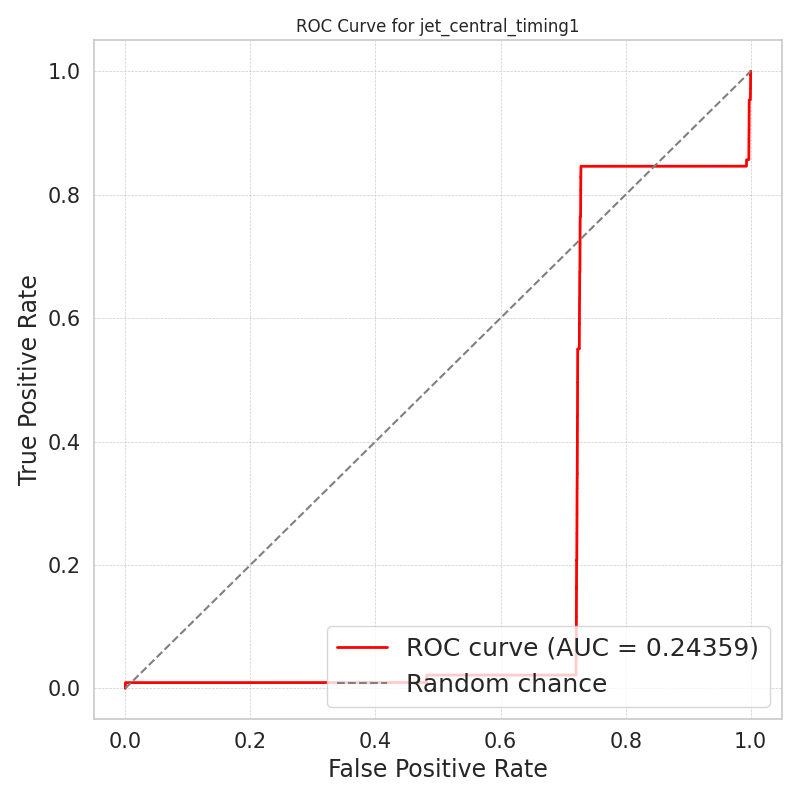 ROC Curve for jet_central_timing1
1.0
0.8
0.6
0.4
0.2
0.0
True Positive Rate
ROC curve (AUC = 0.24359)
Random chance
0.0 0.2 0.4 0.6 0.8 1.0
False Positive Rate